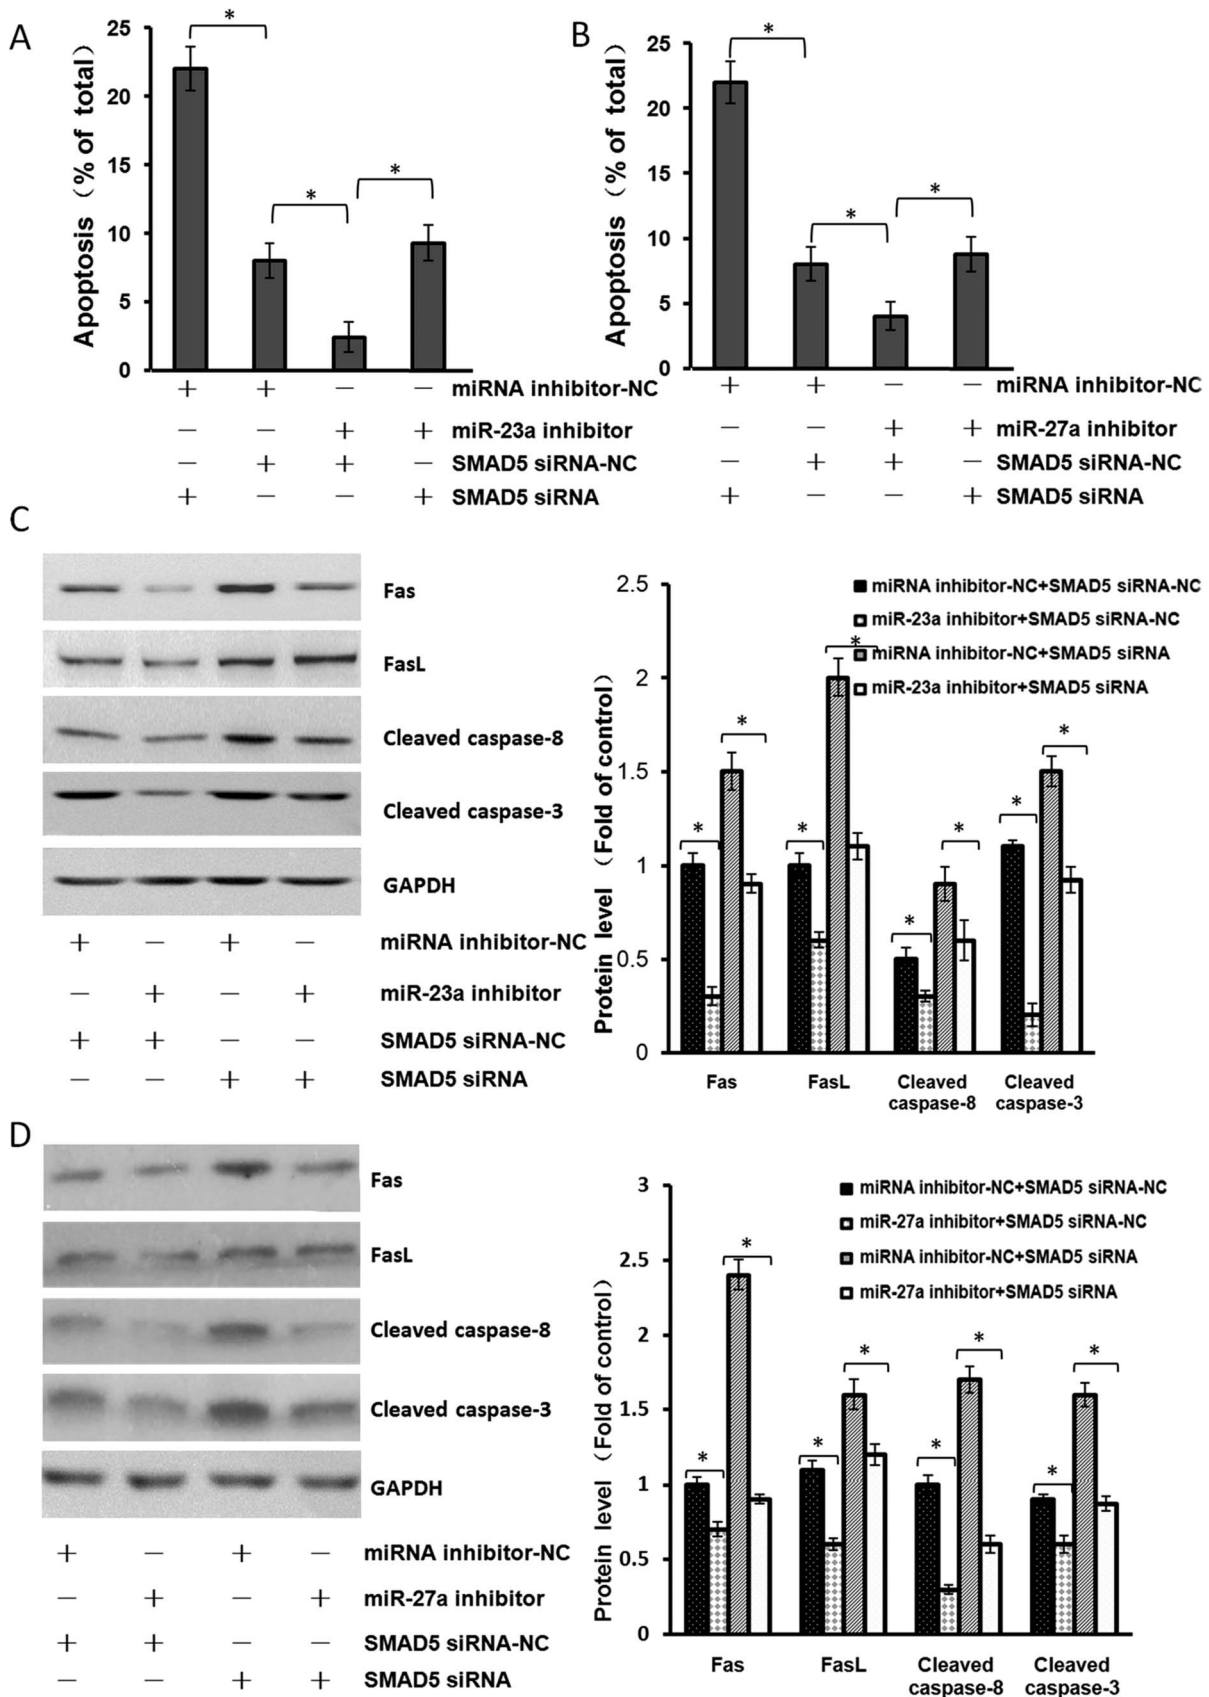 A
Apoptosis (% of total)
25
20
15
10
5
0
*
*
*
+ + − − miRNA inhibitor-NC
− − + + miR-23a inhibitor
− + + − SMAD5 siRNA-NC
+ − − + SMAD5 siRNA
B
Apoptosis (% of total)
25
20
15
10
5
0
*
*
*
+ + − − miRNA inhibitor-NC
− − + + miR-27a inhibitor
− + + − SMAD5 siRNA-NC
+ − − + SMAD5 siRNA
C
Fas
FasL
Cleaved caspase-8
Cleaved caspase-3
GAPDH
+ − + − miRNA inhibitor-NC
− + − + miR-23a inhibitor
+ + − − SMAD5 siRNA-NC
− − + + SMAD5 siRNA
Protein level (Fold of control)
2.5
2
1.5
1
0.5
0
miRNA inhibitor-NC+SMAD5 siRNA-NC
miR-23a inhibitor+SMAD5 siRNA-NC
miRNA inhibitor-NC+SMAD5 siRNA
miR-23a inhibitor+SMAD5 siRNA
* * * * * * * *
Fas FasL Cleaved Cleaved
caspase-8 caspase-3
D
Fas
FasL
Cleaved caspase-8
Cleaved caspase-3
GAPDH
+ − + − miRNA inhibitor-NC
− + − + miR-27a inhibitor
+ + − − SMAD5 siRNA-NC
− − + + SMAD5 siRNA
Protein level (Fold of control)
3
2.5
2
1.5
1
0.5
0
miRNA inhibitor-NC+SMAD5 siRNA-NC
miR-27a inhibitor+SMAD5 siRNA-NC
miRNA inhibitor-NC+SMAD5 siRNA
miR-27a inhibitor+SMAD5 siRNA
* * * * * * * *
Fas FasL Cleaved Cleaved
caspase-8 caspase-3